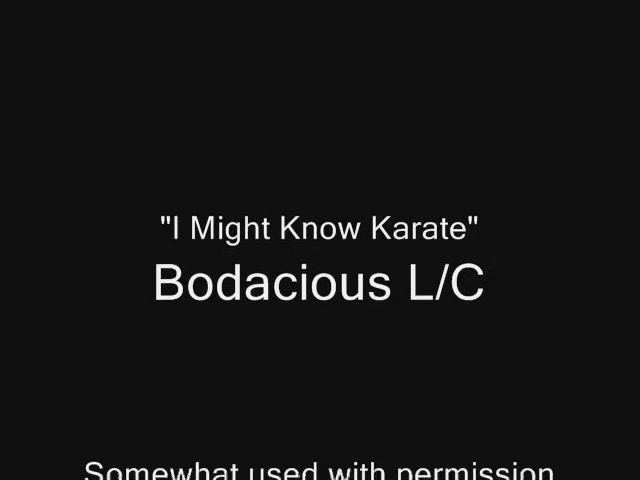 "I Might Know Karate"
Bodacious L/C
Somewhat used with permission